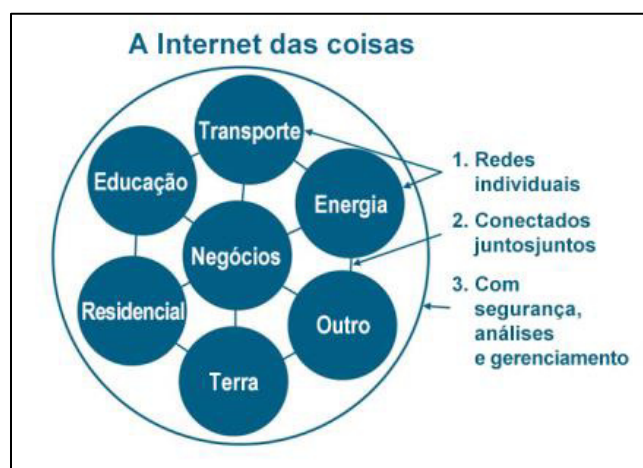 A Internet das coisas
Transporte
Educação
Energia
Negócios
Residencial
Outro
Terra
1. Redes
individuais
2. Conectados
juntosjuntos
3. Com
segurança,
análises
e gerenciamento